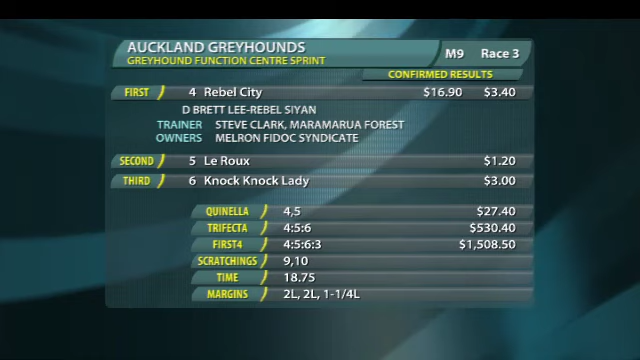 AUCKLAND GREYHOUNDS
GREYHOUND FUNCTION CENTRE SPRINT
M9 Race 3
CONFIRMED RESULTS
FIRST 4 Rebel City $16.90 $3.40
D BRETT LEE-REBEL SIYAN
TRAINER STEVE CLARK, MARAMARUA FOREST
OWNERS MELRON FIDOC SYNDICATE
SECOND 5 Le Roux $1.20
THIRD 6 Knock Knock Lady $3.00
QUINELLA 4,5 $27.40
TRIFECTA 4:5:6 $530.40
FIRST4 4:5:6:3 $1,508.50
SCRATCHINGS 9,10
TIME 18.75
MARGINS 2L, 2L, 1-1/4L